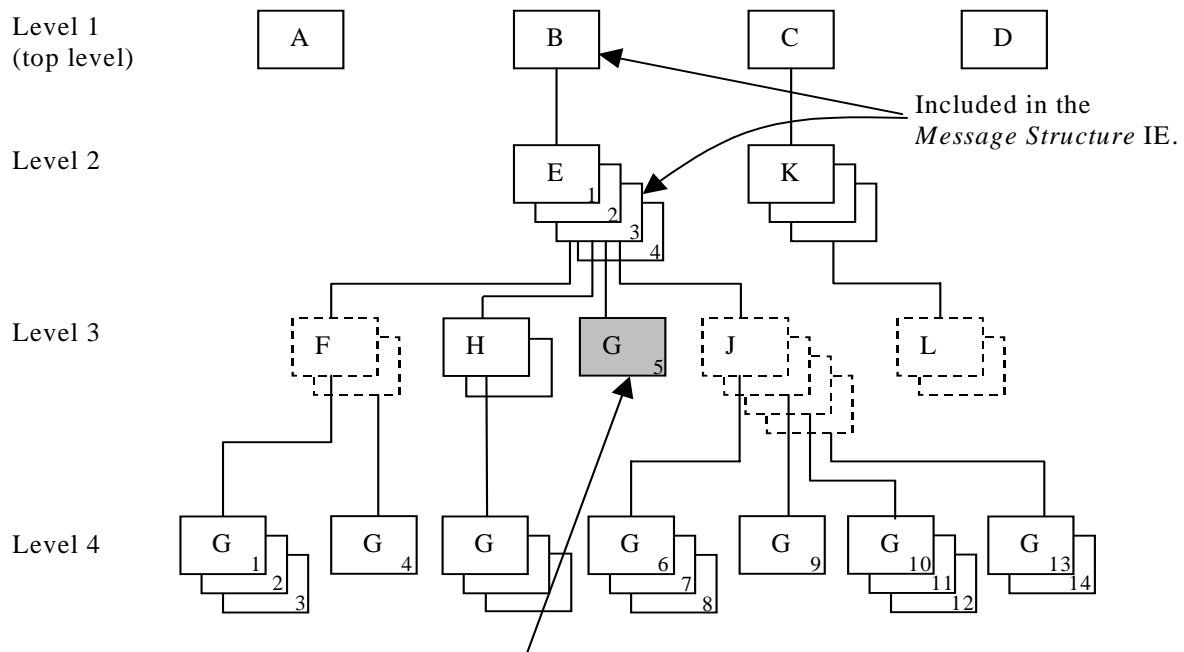 Level 1
(top level)
A
B
C
D
Included in the
Message Structure IE.
Level 2
E
1
2
3
4
K
Level 3
F
H
G
5
J
L
Level 4
G
1
2
3
G
4
G
G
6
7
8
G
9
G
10
11
12
G
13
14